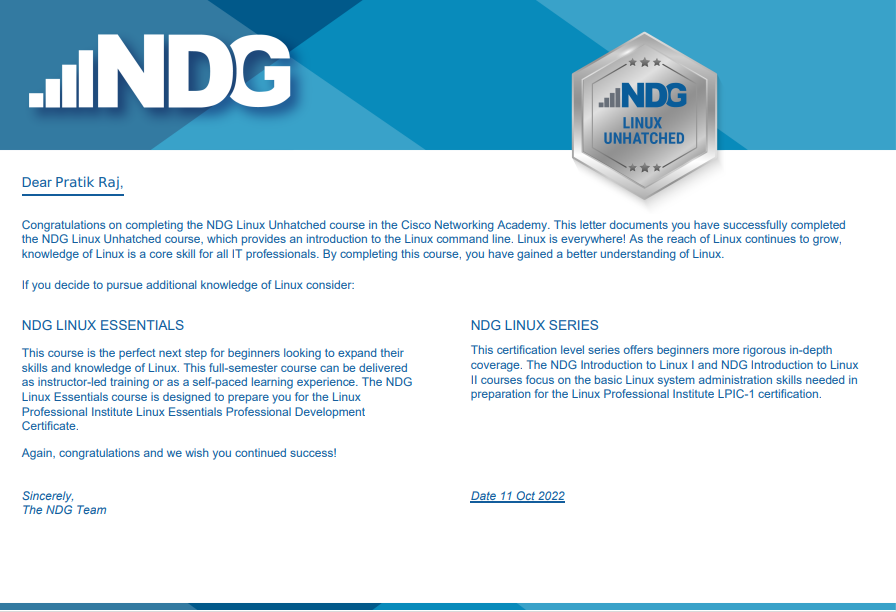 NDG
NDG
LINUX
UNHATCHED
Dear Pratik Raj,
Congratulations on completing the NDG Linux Unhatched course in the Cisco Networking Academy. This letter documents you have successfully completed
the NDG Linux Unhatched course, which provides an introduction to the Linux command line. Linux is everywhere! As the reach of Linux continues to grow,
knowledge of Linux is a core skill for all IT professionals. By completing this course, you have gained a better understanding of Linux.
If you decide to pursue additional knowledge of Linux consider:
NDG LINUX ESSENTIALS
This course is the perfect next step for beginners looking to expand their
skills and knowledge of Linux. This full-semester course can be delivered
as instructor-led training or as a self-paced learning experience. The NDG
Linux Essentials course is designed to prepare you for the Linux
Professional Institute Linux Essentials Professional Development
Certificate.
NDG LINUX SERIES
This certification level series offers beginners more rigorous in-depth
coverage. The NDG Introduction to Linux I and NDG Introduction to Linux
II courses focus on the basic Linux system administration skills needed in
preparation for the Linux Professional Institute LPIC-1 certification.
Again, congratulations and we wish you continued success!
Sincerely,
The NDG Team
Date 11 Oct 2022